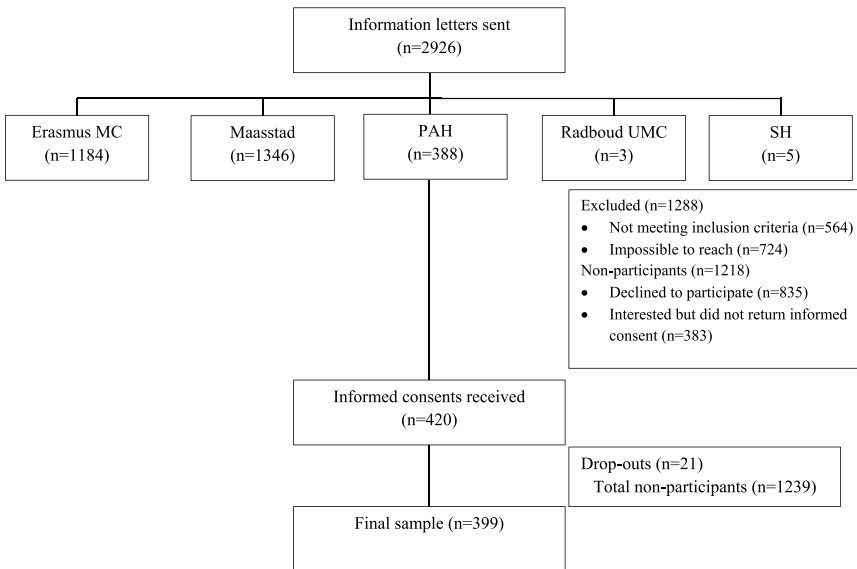 Information letters sent
(n=2926)
Erasmus MC
(n=1184)
Maasstad
(n=1346)
PAH
(n=388)
Radboud UMC
(n=3)
SH
(n=5)
Excluded (n=1288)
• Not meeting inclusion criteria (n=564)
• Impossible to reach (n=724)
Non-participants (n=1218)
• Declined to participate (n=835)
• Interested but did not return informed
consent (n=383)
Informed consents received
(n=420)
Drop-outs (n=21)
Total non-participants (n=1239)
Final sample (n=399)